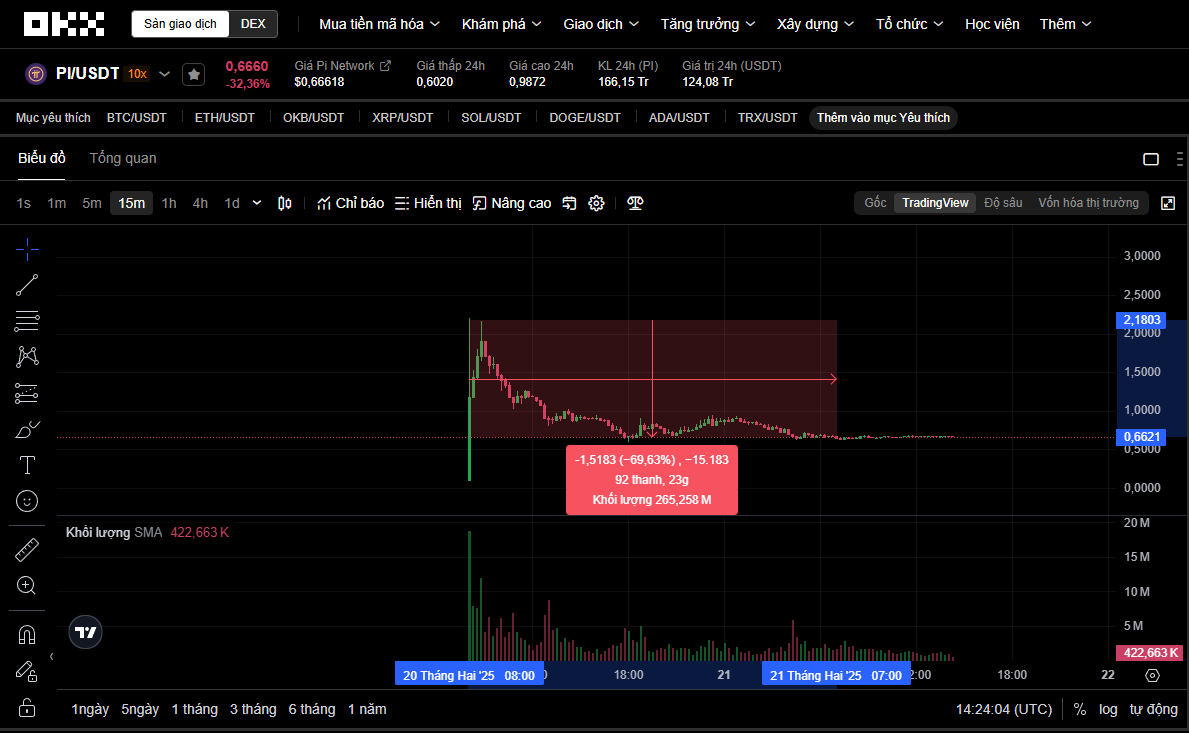 OKX Sàn giao dịch DEX Mua tiền mã hóa Khám phá Giao dịch Tăng trưởng Xây dựng Tổ chức Học viện Thêm
PI/USDT 10x
0,6660
-32,36%
Giá Pi Network
$0,66618
Giá thấp 24h
0,6020
Giá cao 24h
0,9872
KL 24h (PI)
166,15 Tr
Giá trị 24h (USDT)
124,08 Tr
Mục yêu thích BTC/USDT ETH/USDT OKB/USDT XRP/USDT SOL/USDT DOGE/USDT ADA/USDT TRX/USDT Thêm vào mục Yêu thích
Biểu đồ Tổng quan
1s 1m 5m 15m 1h 4h 1d Chỉ báo Hiển thị Nâng cao Gốc TradingView Độ sâu Vốn hóa thị trường
3,0000
2,5000
2,1803
2,0000
1,5000
1,0000
0,6621
0,5000
0,0000
-1,5183 (−69,63%) , −15.183
92 thanh, 23g
Khối lượng 265,258 M
Khối lượng SMA 422,663 K
20 M
15 M
10 M
5 M
422,663 K
20 Tháng Hai '25 08:00 18:00 21 21 Tháng Hai '25 07:00 2:00 18:00 22
1ngày 5ngày 1 tháng 3 tháng 6 tháng 1 năm 14:24:04 (UTC) % log tự động